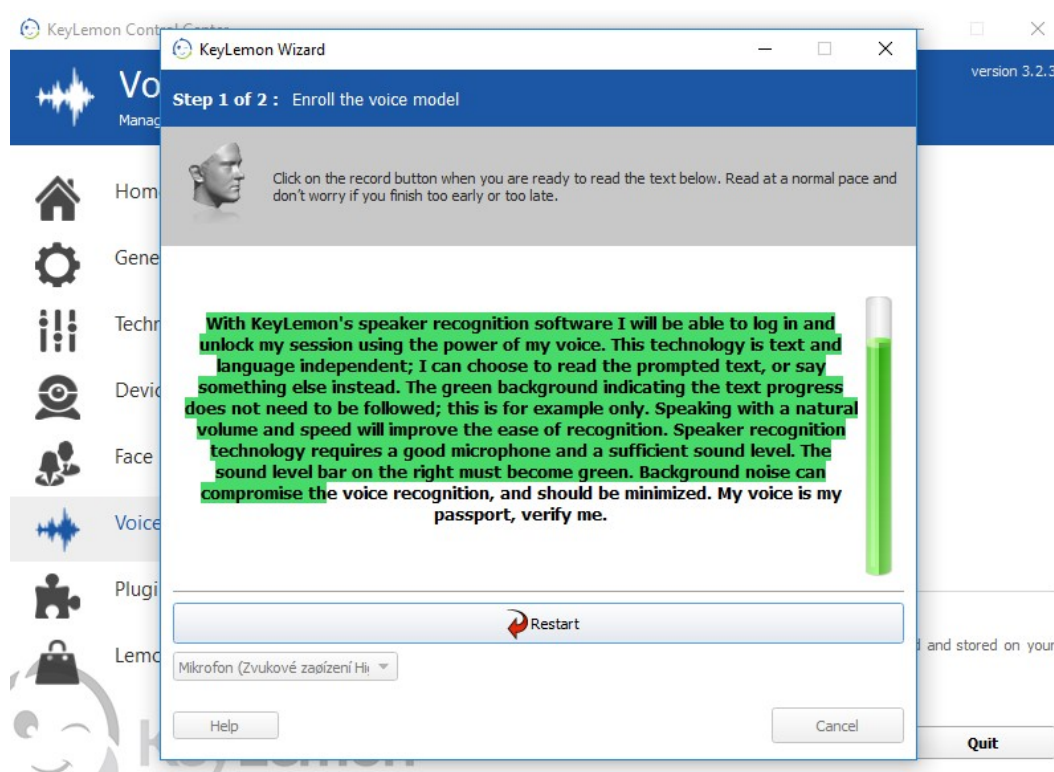 KeyLemon Control Center
KeyLemon Wizard
version 3.2.3
Vo
Manag
Step 1 of 2 : Enroll the voice model
Click on the record button when you are ready to read the text below. Read at a normal pace and
don't worry if you finish too early or too late.
Hom
Gene
Techn
Devic
Face
Voice
Plugi
Lemo
With KeyLemon's speaker recognition software I will be able to log in and
unlock my session using the power of my voice. This technology is text and
language independent; I can choose to read the prompted text, or say
something else instead. The green background indicating the text progress
does not need to be followed; this is for example only. Speaking with a natural
volume and speed will improve the ease of recognition. Speaker recognition
technology requires a good microphone and a sufficient sound level. The
sound level bar on the right must become green. Background noise can
compromise the voice recognition, and should be minimized. My voice is my
passport, verify me.
Restart
Mikrofon (Zvukové zaøízení Hi
d and stored on your
Help
Cancel
Quit
KeyLemon